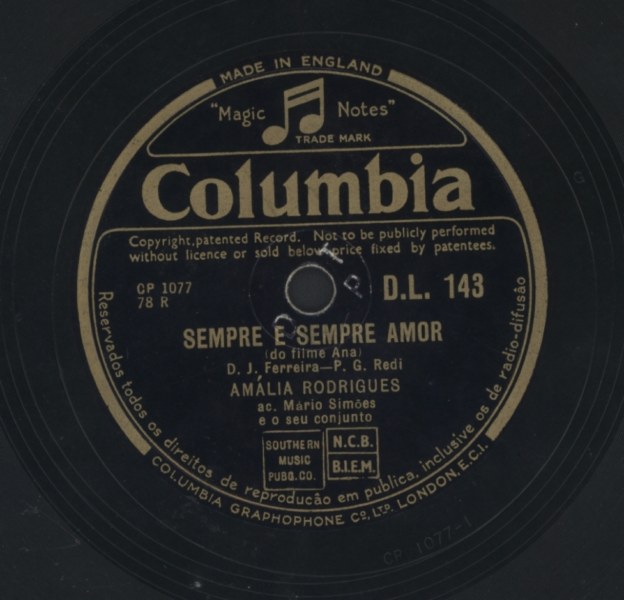 MADE IN ENGLAND
"Magic Notes"
TRADE MARK
Columbia
Copyright, patented Record. Not to be publicly performed
without licence or sold below price fixed by patentees.
CP 1077
78 R
D.L. 143
SEMPRE E SEMPRE AMOR
(do filme Ana)
D. J. Ferreira—P. G. Redi
AMÁLIA RODRIGUES
ac. Mário Simões
e o seu conjunto
SOUTHERN
MUSIC
PUBG. CO.
N.C.B.
B.I.E.M.
Reservados todos os direitos de reproducão em publica, inclusive os de radio-difusão
COLUMBIA GRAPHOPHONE CO., LTD. LONDON, E.C.1.
CP 1077-1